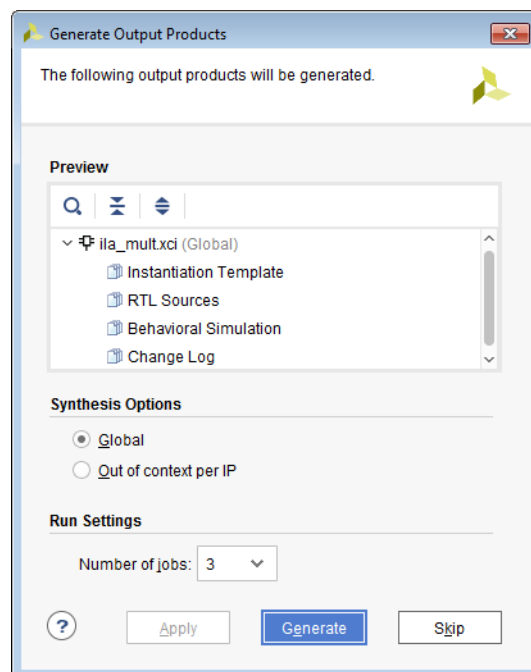 Generate Output Products
The following output products will be generated.
Preview
ila_mult.xci (Global)
Instantiation Template
RTL Sources
Behavioral Simulation
Change Log
Synthesis Options
Global
Out of context per IP
Run Settings
Number of jobs: 3
? Apply Generate Skip